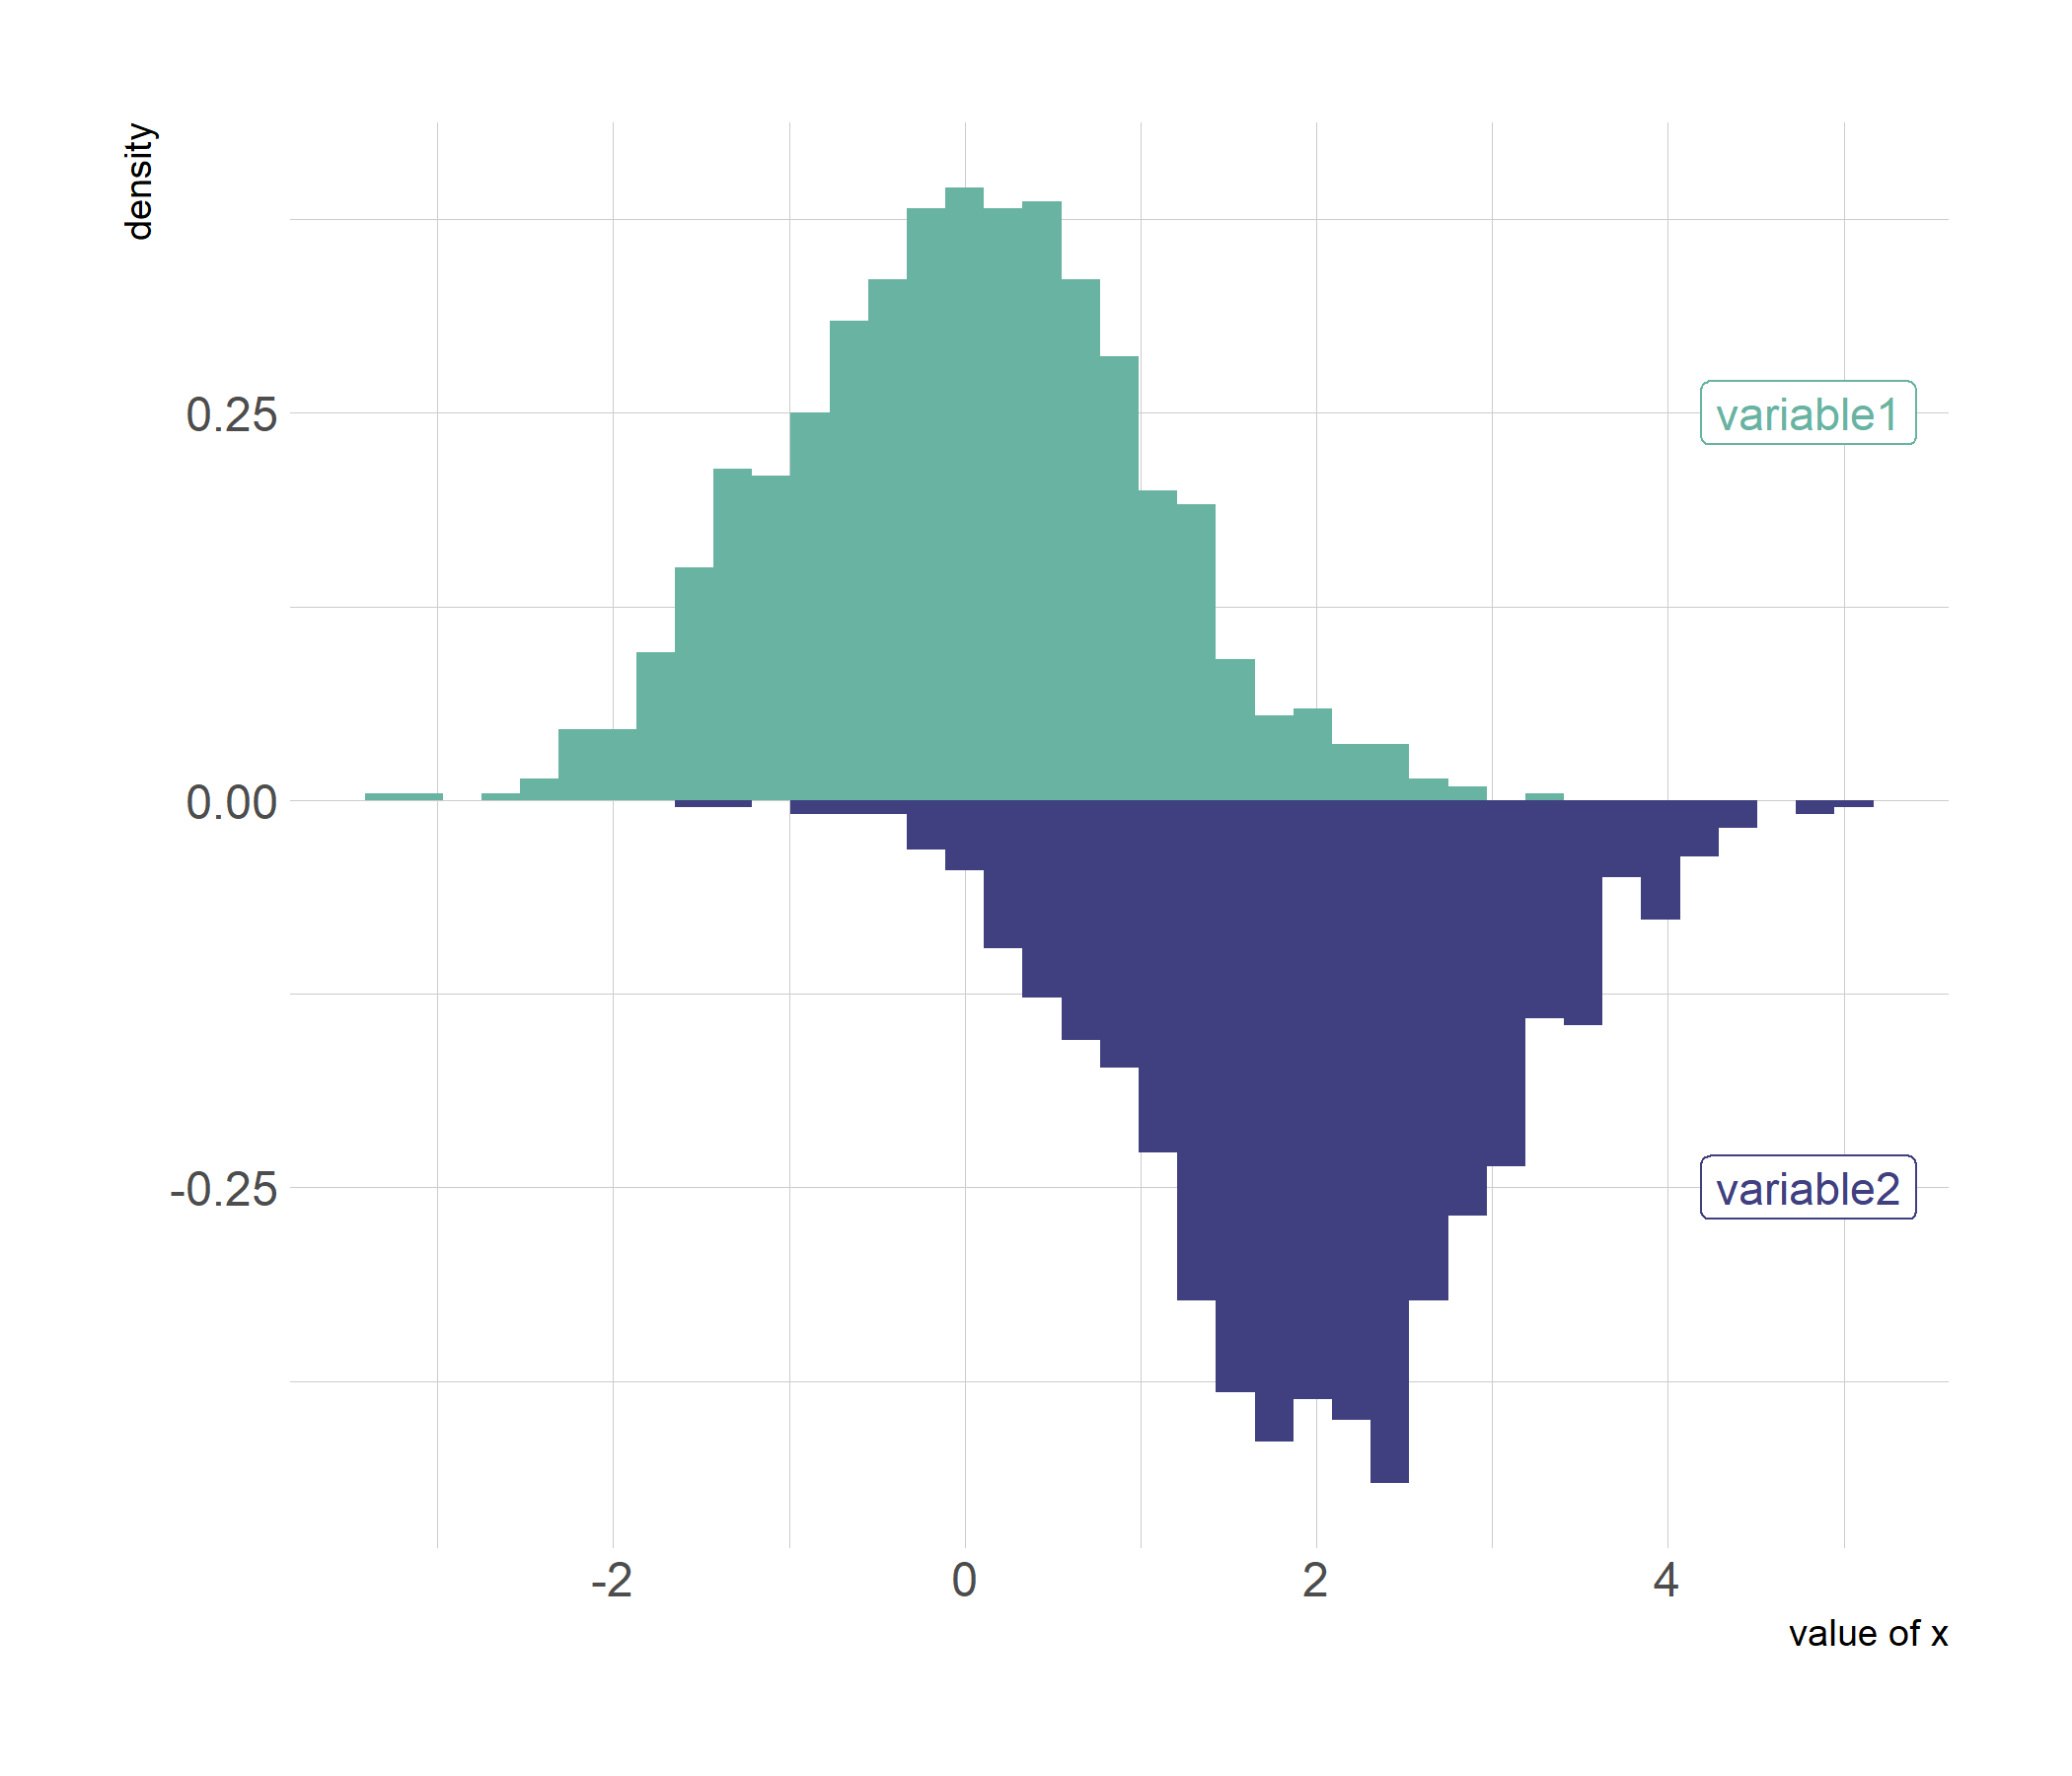 density
0.25
variable1
0.00
-0.25
variable2
-2 0 2 4
value of x